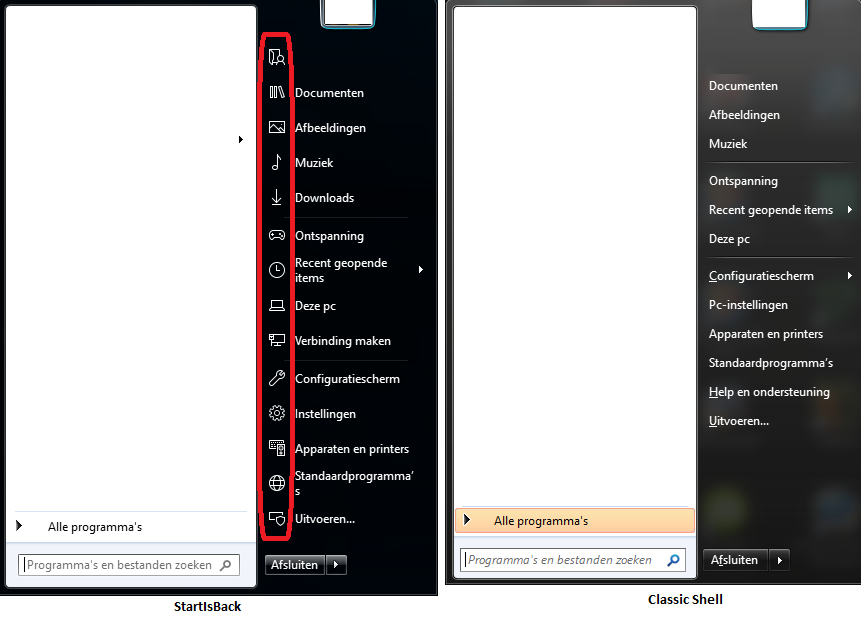 Documenten
Afbeeldingen
Muziek
Downloads
Ontspanning
Recent geopende
items
Deze pc
Verbinding maken
Configuratiescherm
Instellingen
Apparaten en printers
Standaardprogramma's
Uitvoeren...
Alle programma's
Programma's en bestanden zoeken
Afsluiten
StartIsBack
Documenten
Afbeeldingen
Muziek
Ontspanning
Recent geopende items
Deze pc
Configuratiescherm
Pc-instellingen
Apparaten en printers
Standaardprogramma's
Help en ondersteuning
Uitvoeren...
Alle programma's
Programma's en bestanden zoeken
Afsluiten
Classic Shell